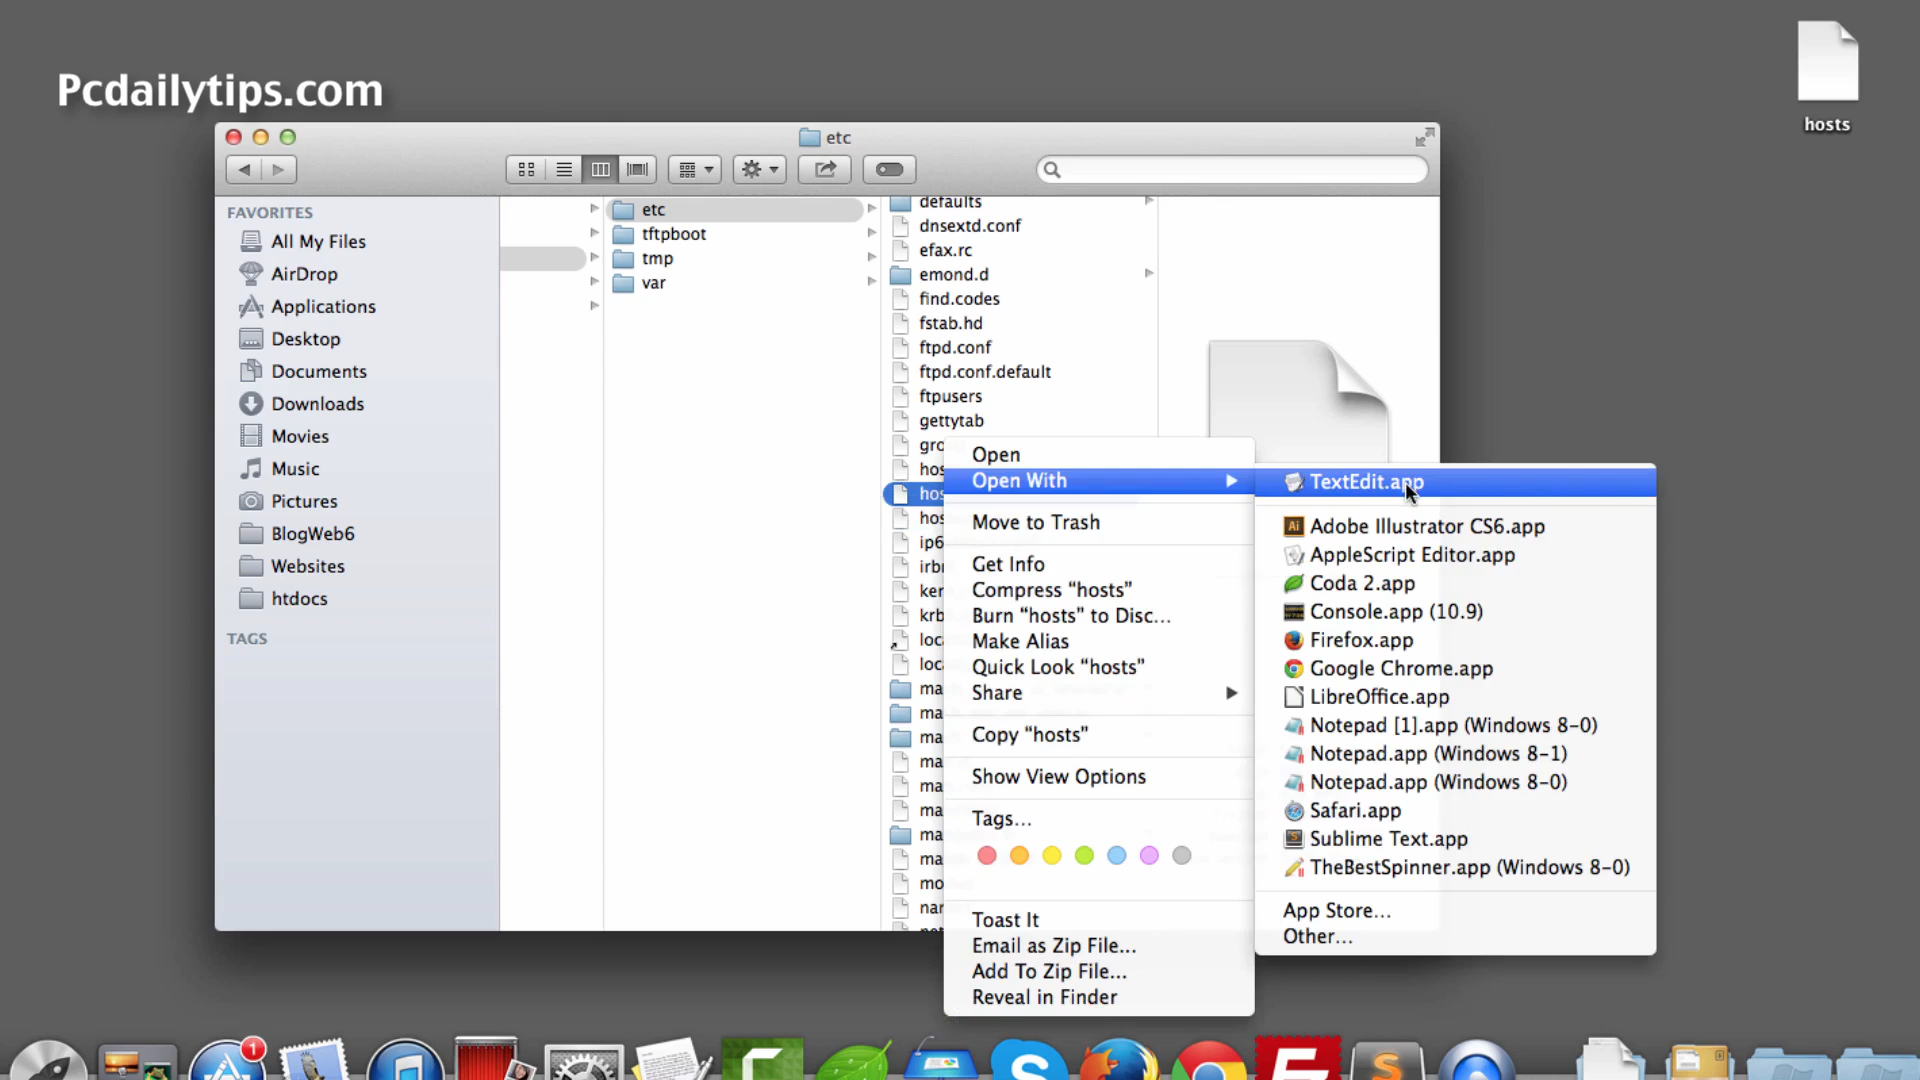 Pcdailytips.com
hosts
etc
FAVORITES
All My Files
AirDrop
Applications
Desktop
Documents
Downloads
Movies
Music
Pictures
BlogWeb6
Websites
htdocs
TAGS
etc
tftpboot
tmp
var
defaults
dnsextd.conf
efax.rc
emond.d
find.codes
fstab.hd
ftpd.conf
ftpd.conf.default
ftpusers
gettytab
Open
Open With
Move to Trash
Get Info
Compress “hosts”
Burn “hosts” to Disc...
Make Alias
Quick Look “hosts”
Share
Copy “hosts”
Show View Options
Tags...
Toast It
Email as Zip File...
Add To Zip File...
Reveal in Finder
TextEdit.app
Adobe Illustrator CS6.app
AppleScript Editor.app
Coda 2.app
Console.app (10.9)
Firefox.app
Google Chrome.app
LibreOffice.app
Notepad [1].app (Windows 8-0)
Notepad.app (Windows 8-1)
Notepad.app (Windows 8-0)
Safari.app
Sublime Text.app
TheBestSpinner.app (Windows 8-0)
App Store...
Other...
1